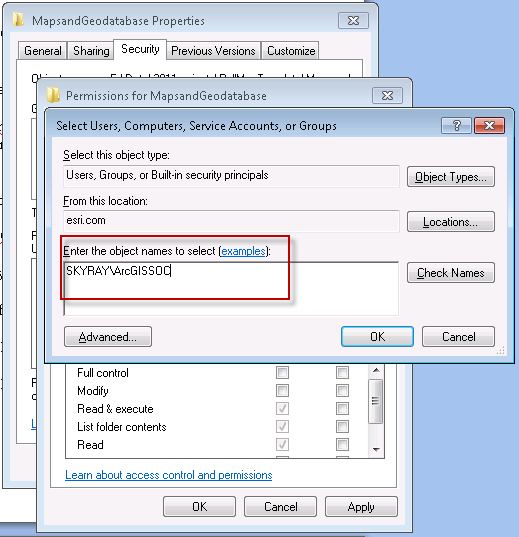 MapsandGeodatabase Properties
General Sharing Security Previous Versions Customize
Permissions for MapsandGeodatabase
Select Users, Computers, Service Accounts, or Groups
Select this object type:
Users, Groups, or Built-in security principals
Object Types...
From this location:
esri.com
Locations...
Enter the object names to select (examples):
SKYRAY\ArcGISSOC
Check Names
Advanced...
OK
Cancel
Full control
Modify
Read & execute
List folder contents
Read
Learn about access control and permissions
OK
Cancel
Apply